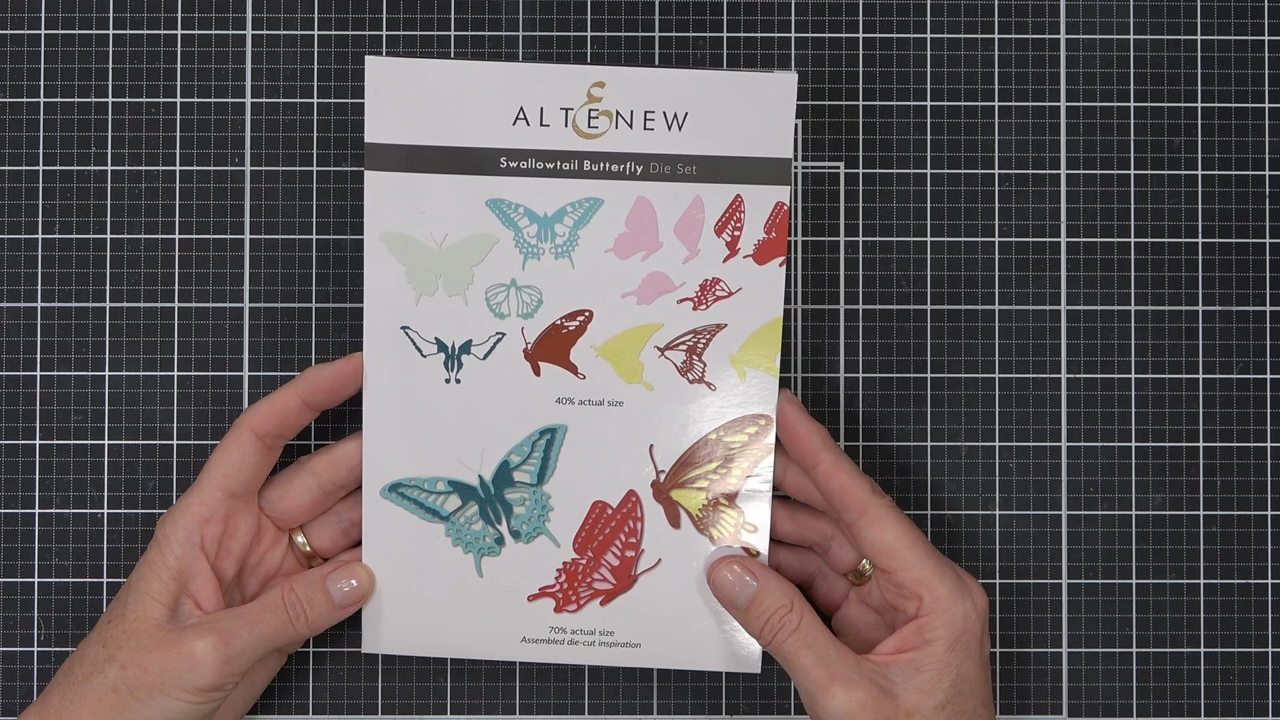 ALTENEW
Swallowtail Butterfly Die Set
40% actual size
70% actual size
Assembled die-cut inspiration